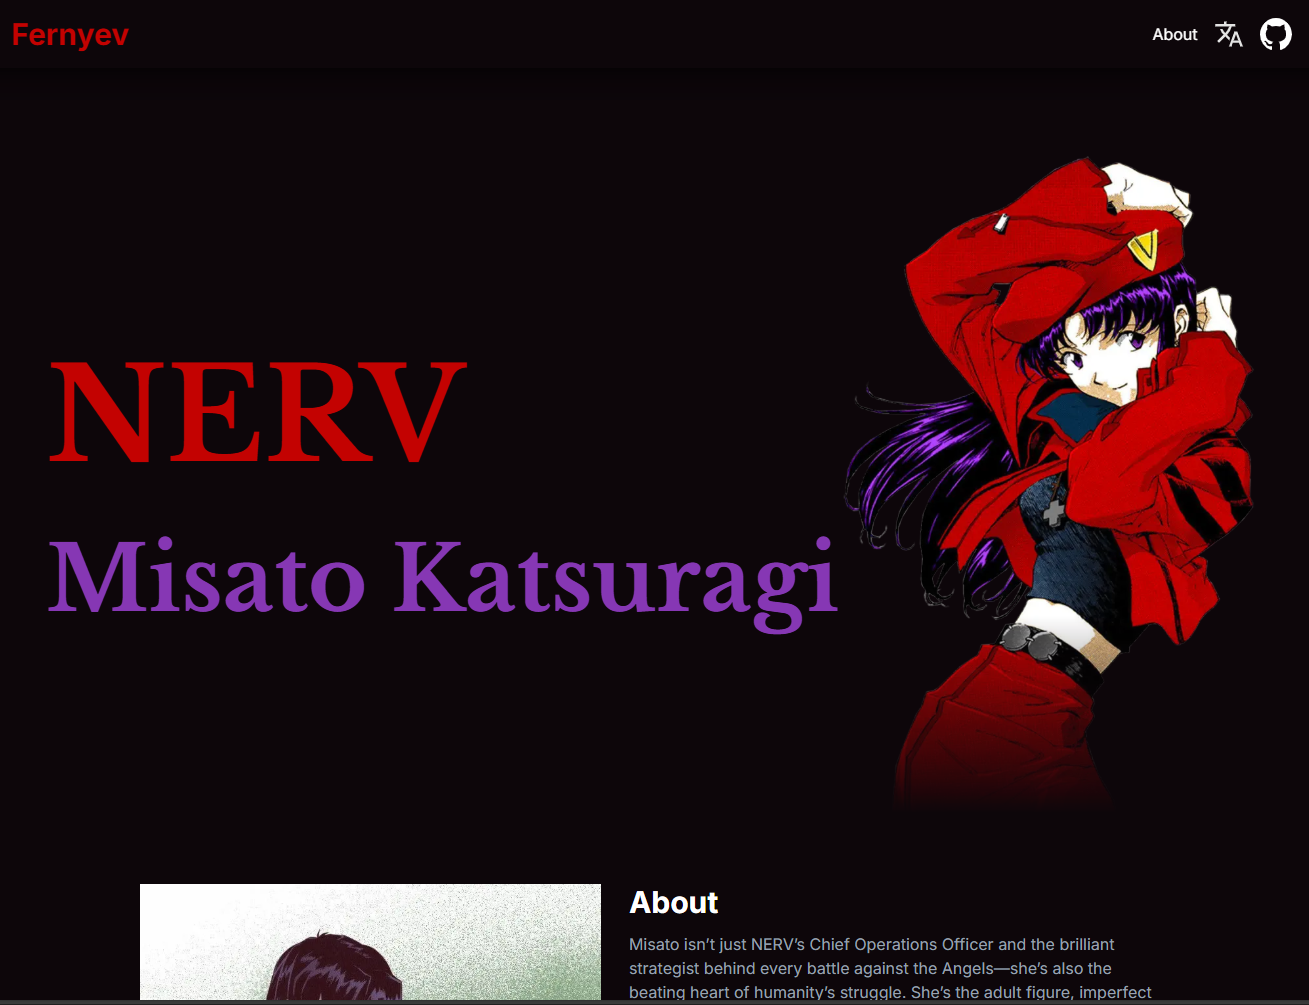 Fernyev
About
NERV
Misato Katsuragi
About
Misato isn’t just NERV’s Chief Operations Officer and the brilliant
strategist behind every battle against the Angels—she’s also the
beating heart of humanity’s struggle. She’s the adult figure, imperfect